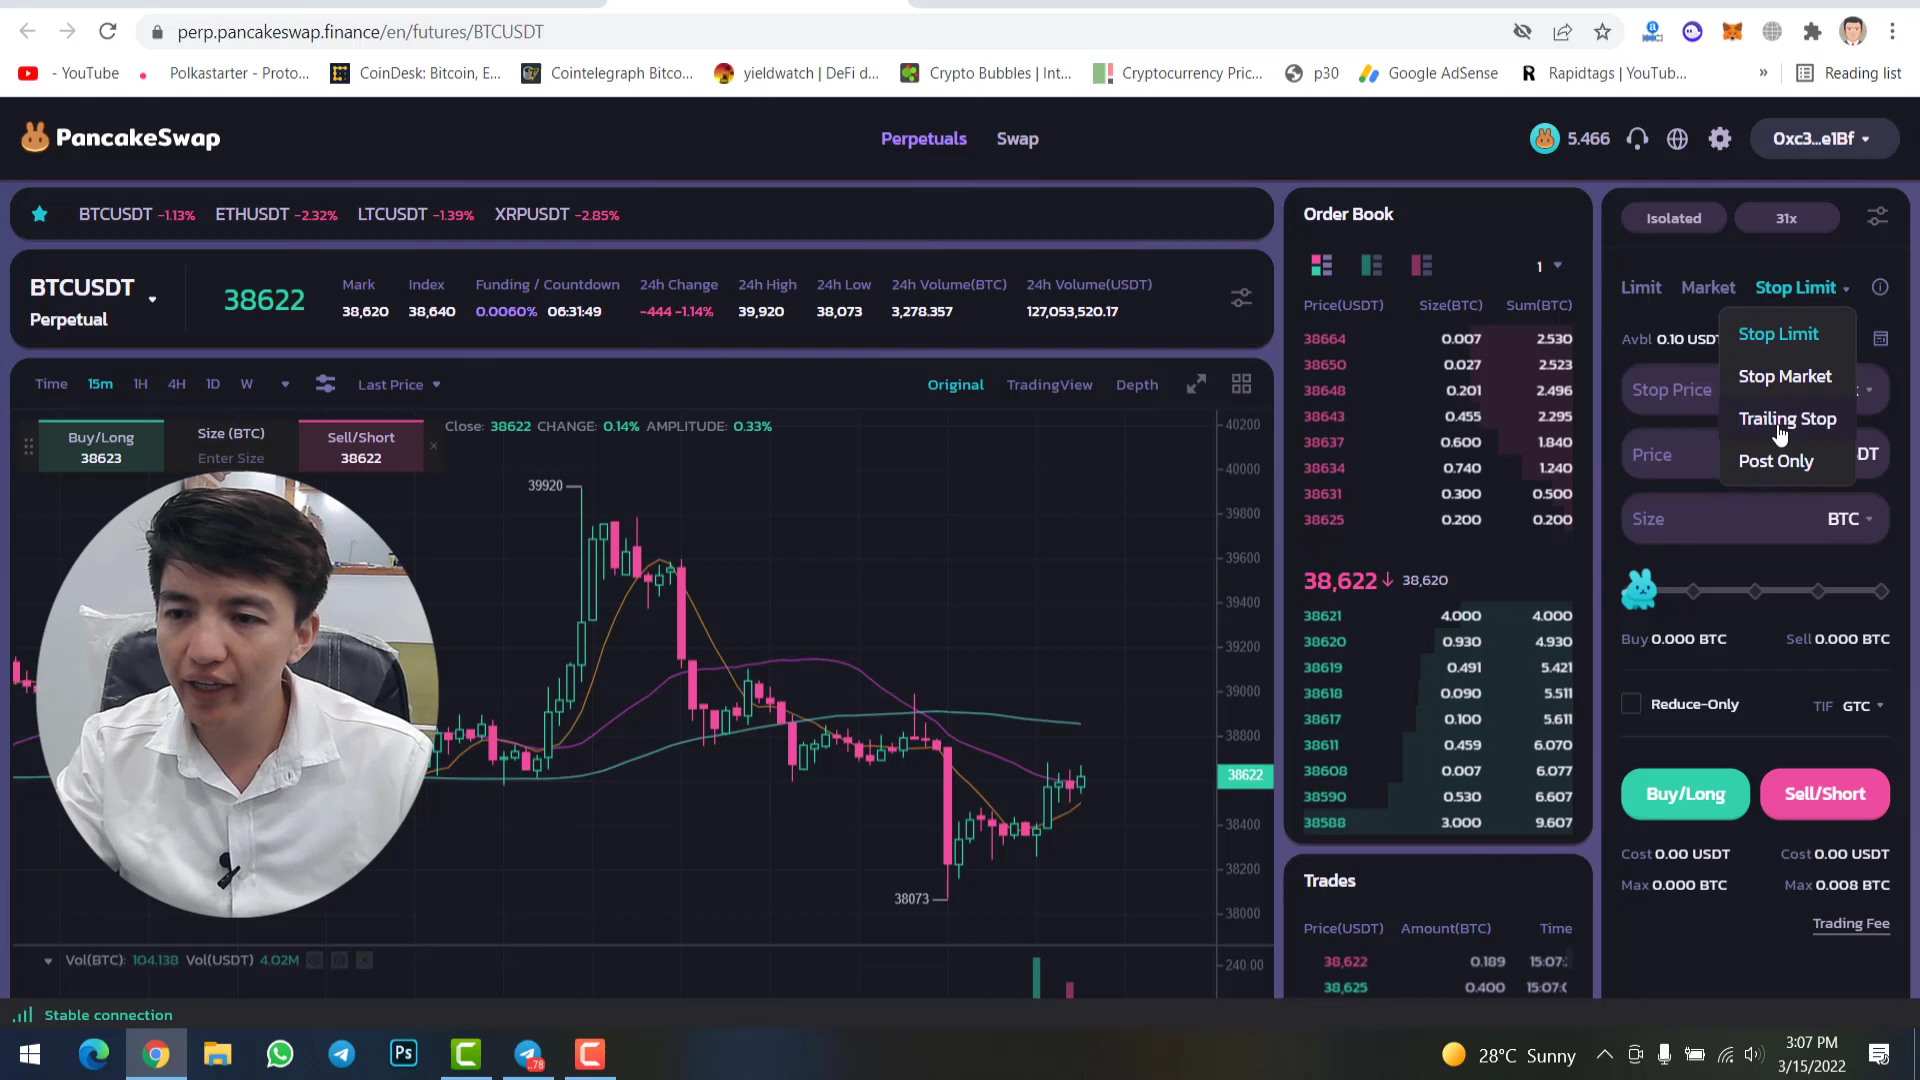 perp.pancakeswap.finance/en/futures/BTCUSDT
- YouTube
Polkastarter - Proto...
CoinDesk: Bitcoin, E...
Cointelegraph Bitco...
yieldwatch | DeFi d...
Crypto Bubbles | Int...
Cryptocurrency Pric...
p30
Google AdSense
Rapidtags | YouTub...
»
Reading list
PancakeSwap
Perpetuals
Swap
5.466
0xc3...e1Bf
BTCUSDT -1.13%
ETHUSDT -2.32%
LTCUSDT -1.39%
XRPUSDT -2.85%
BTCUSDT
Perpetual
38622
Mark
38,620
Index
38,640
Funding / Countdown
0.0060% 06:31:49
24h Change
-444 -1.14%
24h High
39,920
24h Low
38,073
24h Volume(BTC)
3,278.357
24h Volume(USDT)
127,053,520.17
Time 15m 1H 4H 1D W
Last Price
Original TradingView Depth
Buy/Long
38623
Size (BTC)
Enter Size
Sell/Short
38622
Close: 38622 CHANGE: 0.14% AMPLITUDE: 0.33%
39920
38073
40200
40000
39800
39600
39400
39200
39000
38800
38622
38400
38200
38000
240.00
Vol(BTC): 104.138 Vol(USDT) 4.02M
Order Book
1
Price(USDT) Size(BTC) Sum(BTC)
38664 0.007 2.530
38650 0.027 2.523
38648 0.201 2.496
38643 0.455 2.295
38637 0.600 1.840
38634 0.740 1.240
38631 0.300 0.500
38625 0.200 0.200
38,622 38,620
38621 4.000 4.000
38620 0.930 4.930
38619 0.491 5.421
38618 0.090 5.511
38617 0.100 5.611
38611 0.459 6.070
38608 0.007 6.077
38590 0.530 6.607
38588 3.000 9.607
Trades
Price(USDT) Amount(BTC) Time
38,622 0.189 15:07:
38,625 0.400 15:07:
Isolated
31x
Limit Market Stop Limit
Avbl 0.10 USDT
Stop Limit
Stop Market
Trailing Stop
Post Only
Stop Price
Price
DT
Size
BTC
Buy 0.000 BTC
Sell 0.000 BTC
Reduce-Only
TIF GTC
Buy/Long
Sell/Short
Cost 0.00 USDT
Cost 0.00 USDT
Max 0.000 BTC
Max 0.008 BTC
Trading Fee
Stable connection
Ps
78
28°C Sunny
3:07 PM
3/15/2022